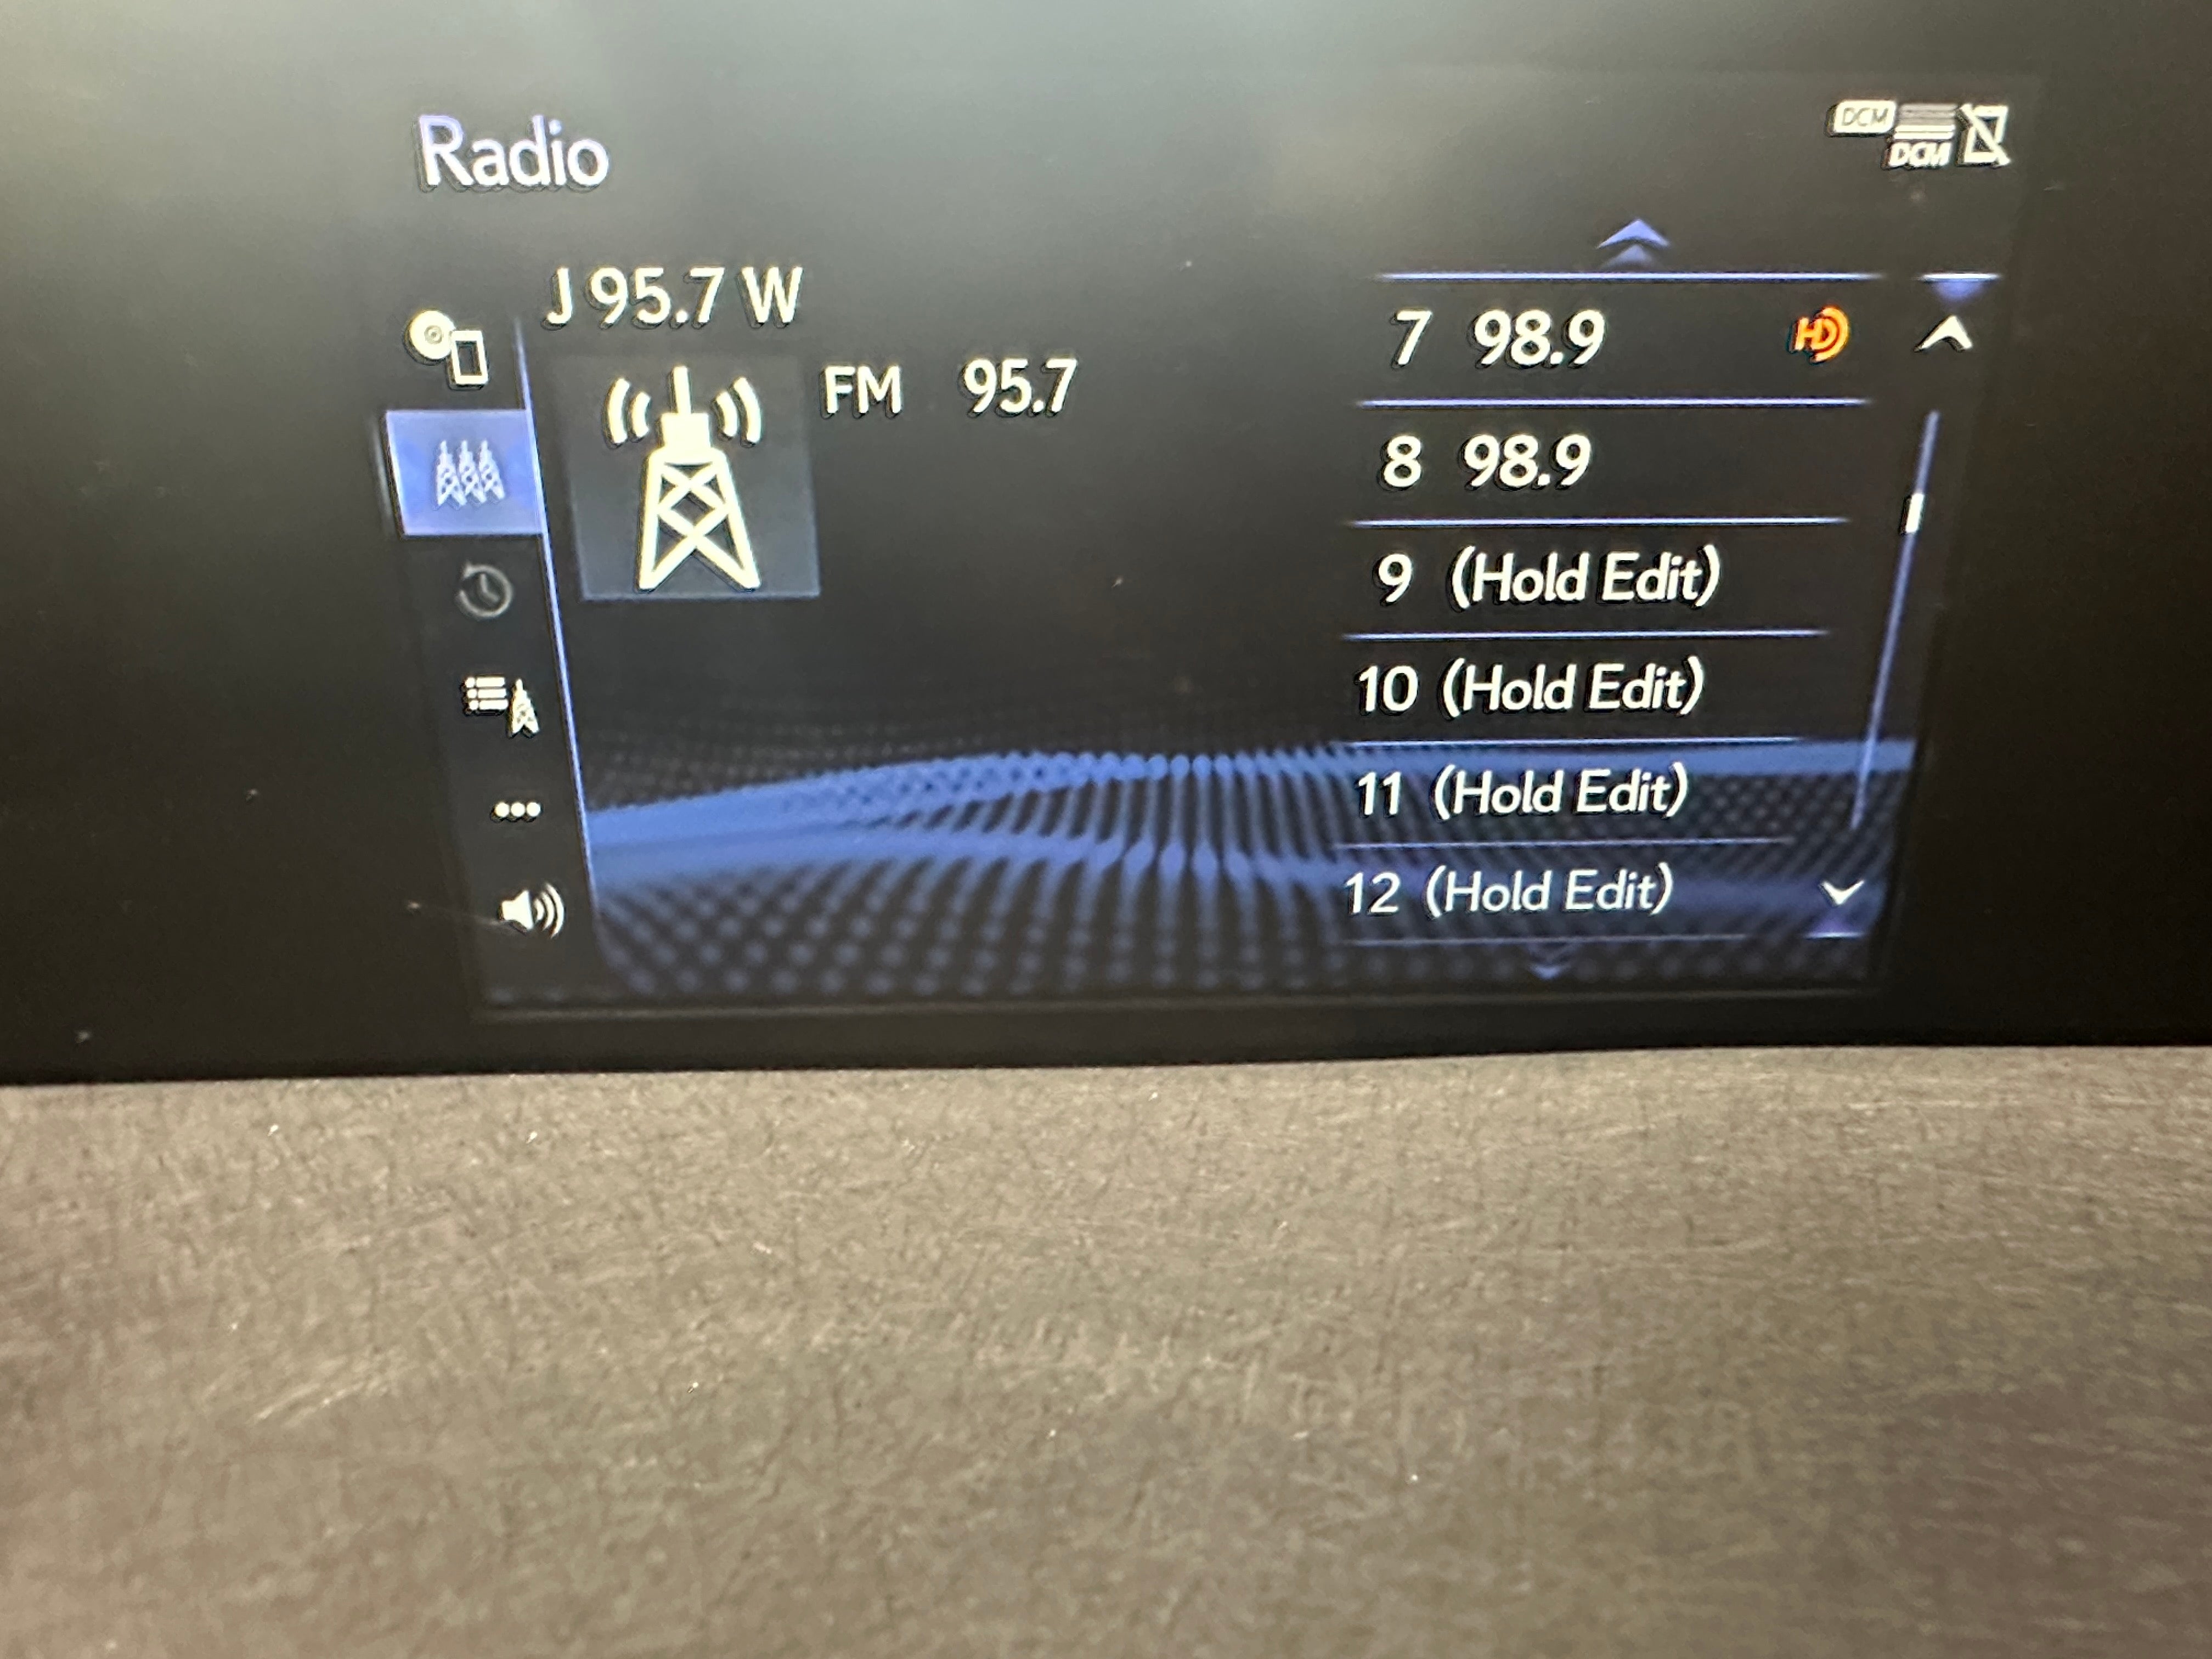 Radio
DCM
DCM
J 95.7 W
FM 95.7
7 98.9 HD
8 98.9
9 (Hold Edit)
10 (Hold Edit)
11 (Hold Edit)
12 (Hold Edit)